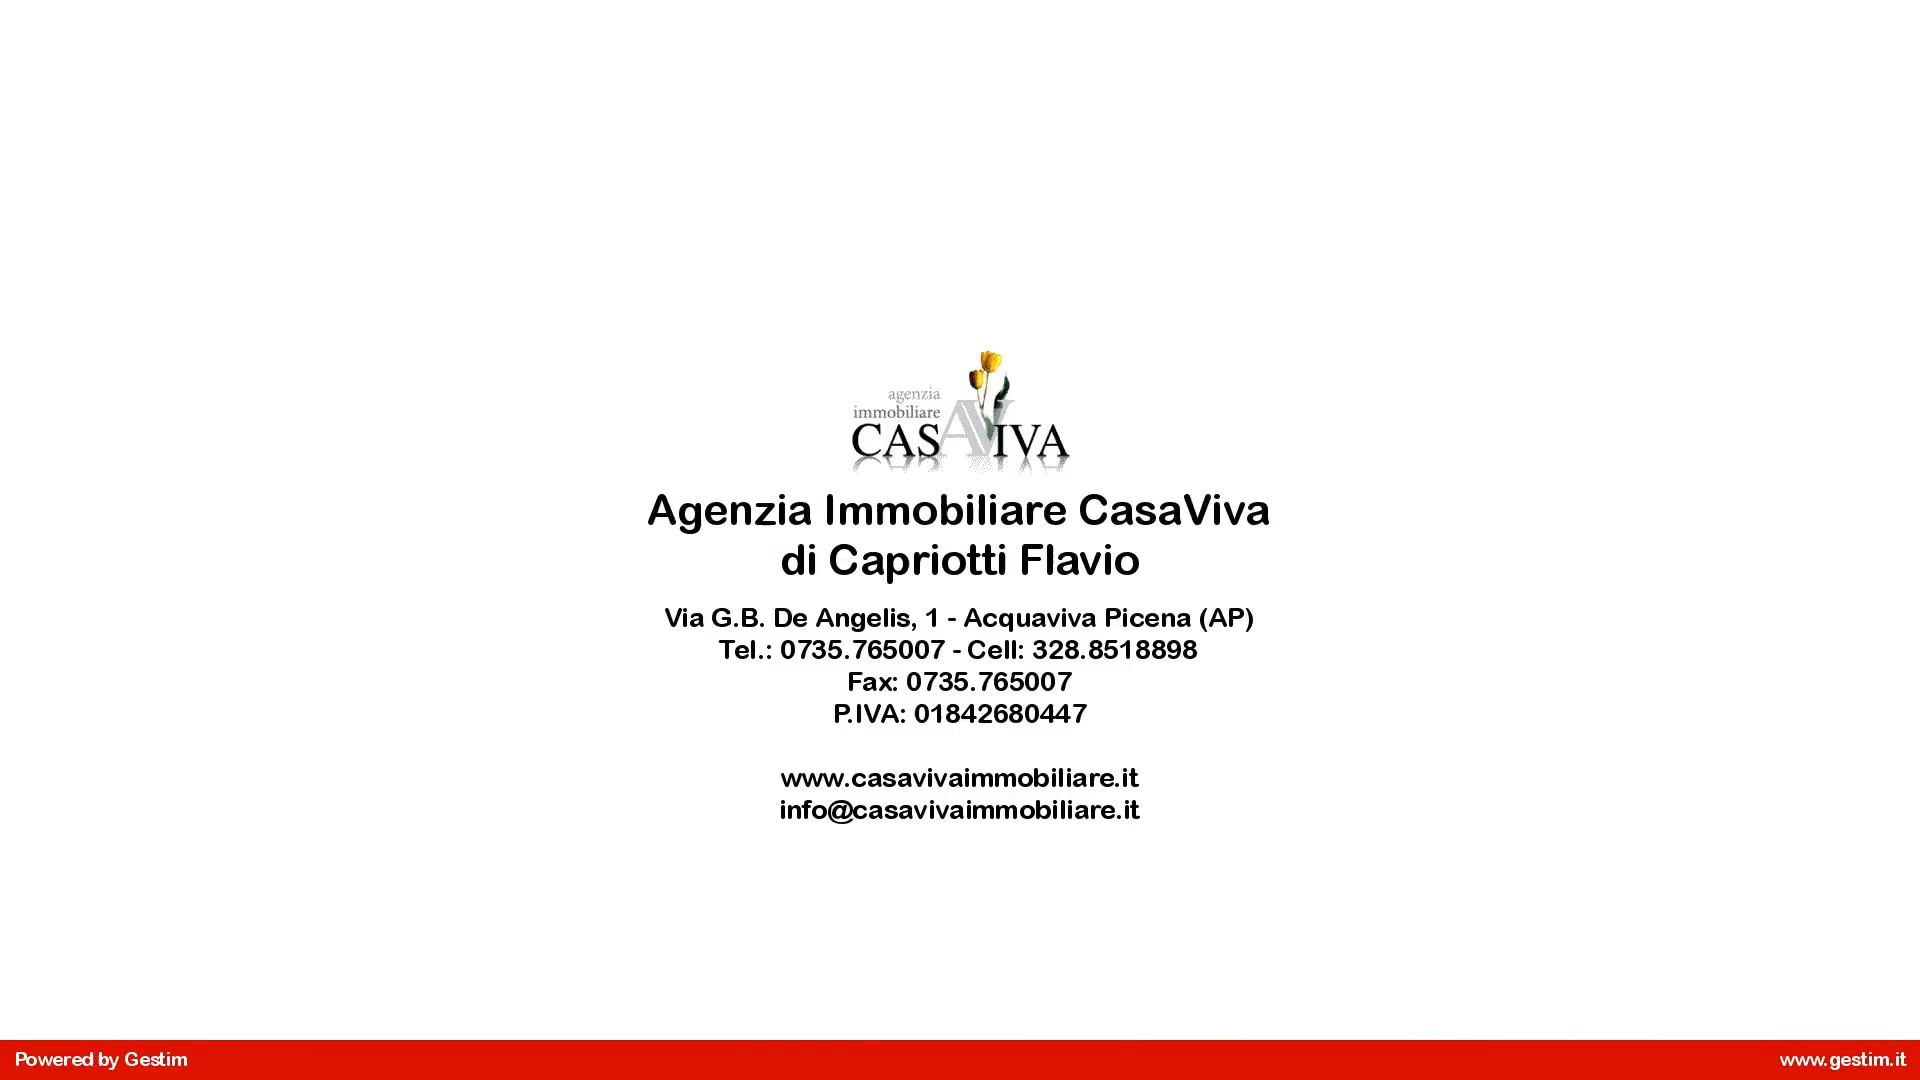 agenzia
immobiliare
CASAVIVA
Agenzia Immobiliare CasaViva
di Capriotti Flavio
Via G.B. De Angelis, 1 - Acquaviva Picena (AP)
Tel.: 0735.765007 - Cell: 328.8518898
Fax: 0735.765007
P.IVA: 01842680447
www.casavivaimmobiliare.it
info@casavivaimmobiliare.it
Powered by Gestim
www.gestim.it